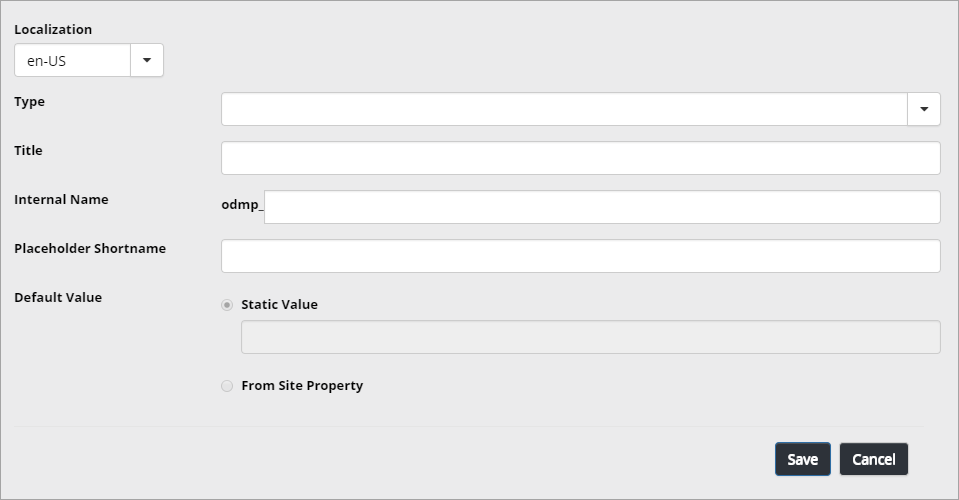 Localization
en-US
Type
Title
Internal Name odmp_
Placeholder Shortname
Default Value Static Value
From Site Property
Save Cancel